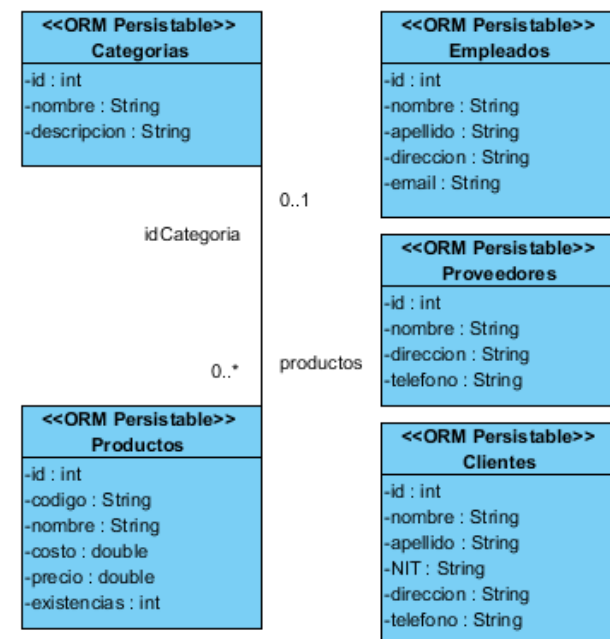 <<ORM Persistable>>
Categorias
-id : int
-nombre : String
-descripcion : String
0..1
idCategoria
productos
0..*
<<ORM Persistable>>
Productos
-id : int
-codigo : String
-nombre : String
-costo : double
-precio : double
-existencias : int
<<ORM Persistable>>
Empleados
-id : int
-nombre : String
-apellido : String
-direccion : String
-email : String
<<ORM Persistable>>
Proveedores
-id : int
-nombre : String
-direccion : String
-telefono : String
<<ORM Persistable>>
Clientes
-id : int
-nombre : String
-apellido : String
-NIT : String
-direccion : String
-telefono : String